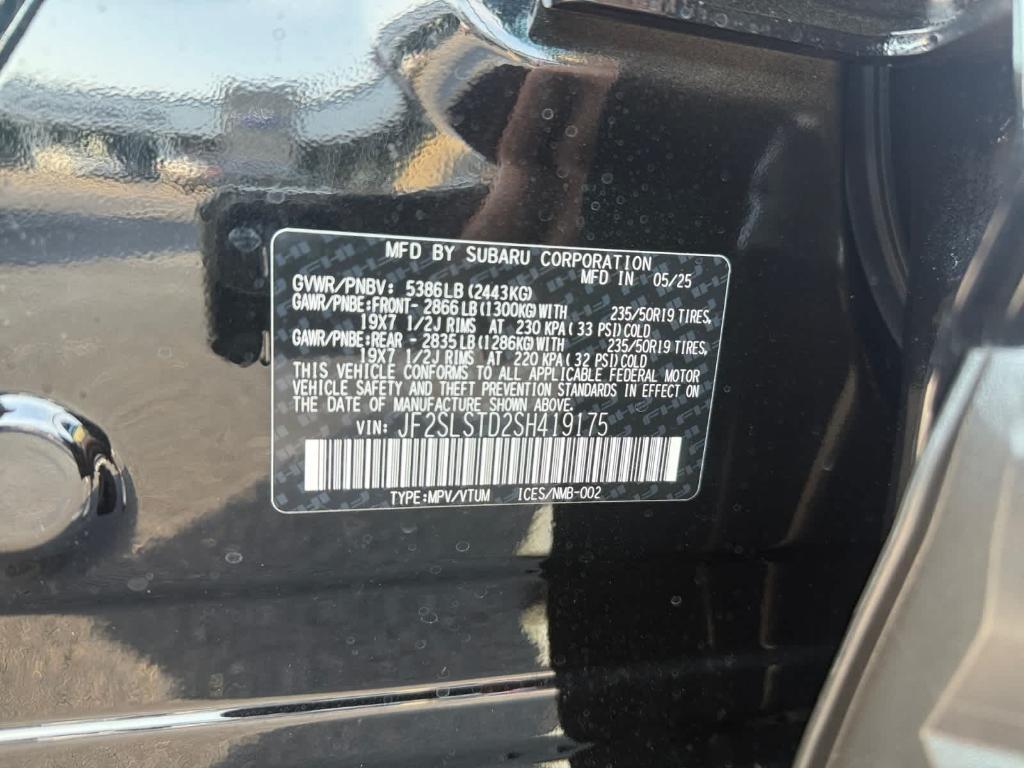 MFD BY SUBARU CORPORATION
MFD IN 05/25
GVWR/PNBV: 5386LB(2443KG)
GAWR/PNBE:FRONT- 2866LB(1300KG)WITH 235/50R19 TIRES,
19X7 1/2J RIMS AT 230 KPA( 33 PSI)COLD
GAWR/PNBE:REAR - 2835LB(1286KG)WITH 235/50R19 TIRES,
19X7 1/2J RIMS AT 220 KPA( 32 PSI)COLD
THIS VEHICLE CONFORMS TO ALL APPLICABLE FEDERAL MOTOR
VEHICLE SAFETY AND THEFT PREVENTION STANDARDS IN EFFECT ON
THE DATE OF MANUFACTURE SHOWN ABOVE.
VIN: JF2SLSTD2SH419175
TYPE:MPV/VTUM ICES/NMB-002